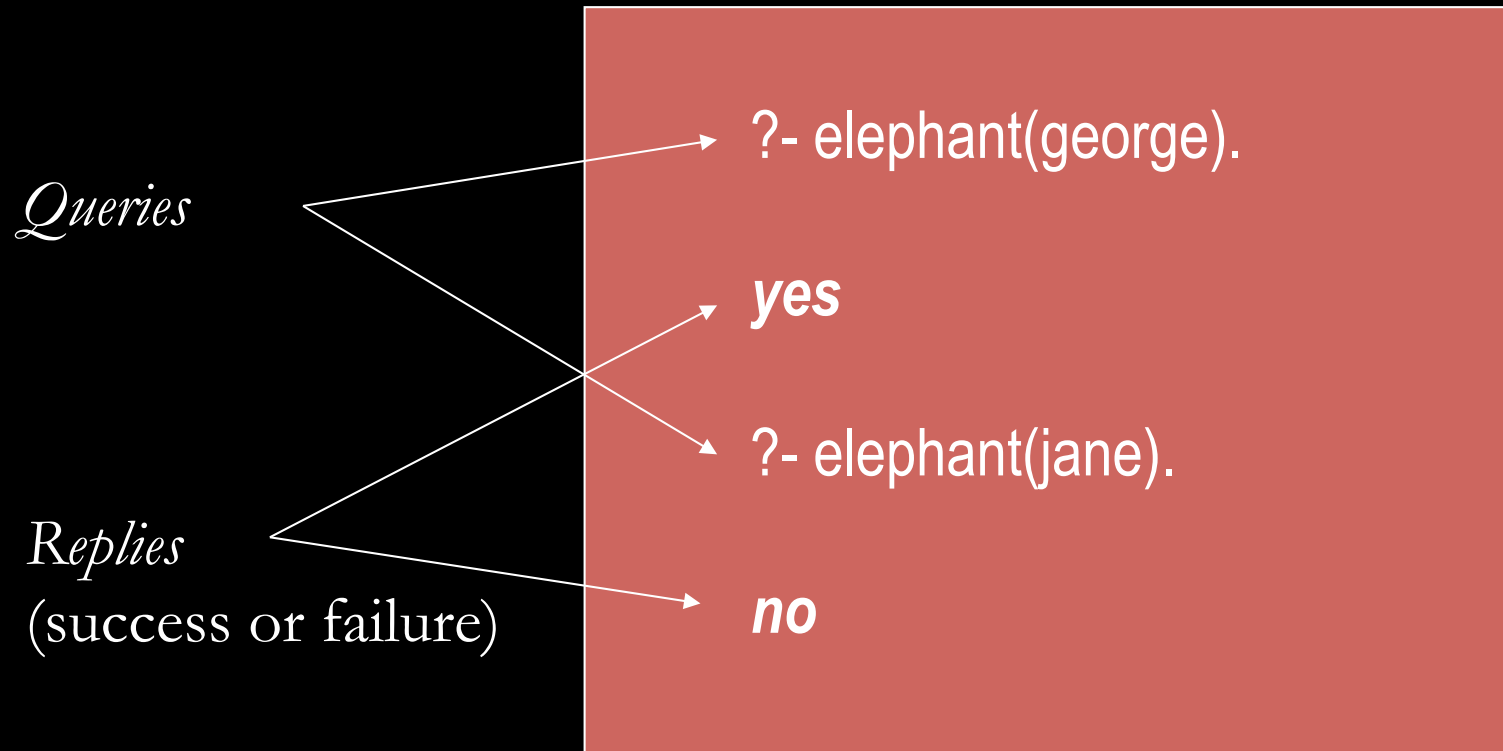 ?- elephant(george).
Queries
yes
?- elephant(jane).
Replies
(success or failure)
no